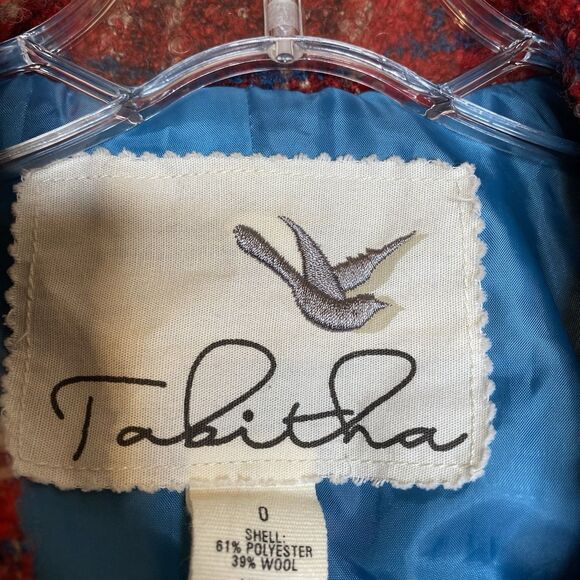 Tabitha
0
SHELL:
61% POLYESTER
39% WOOL